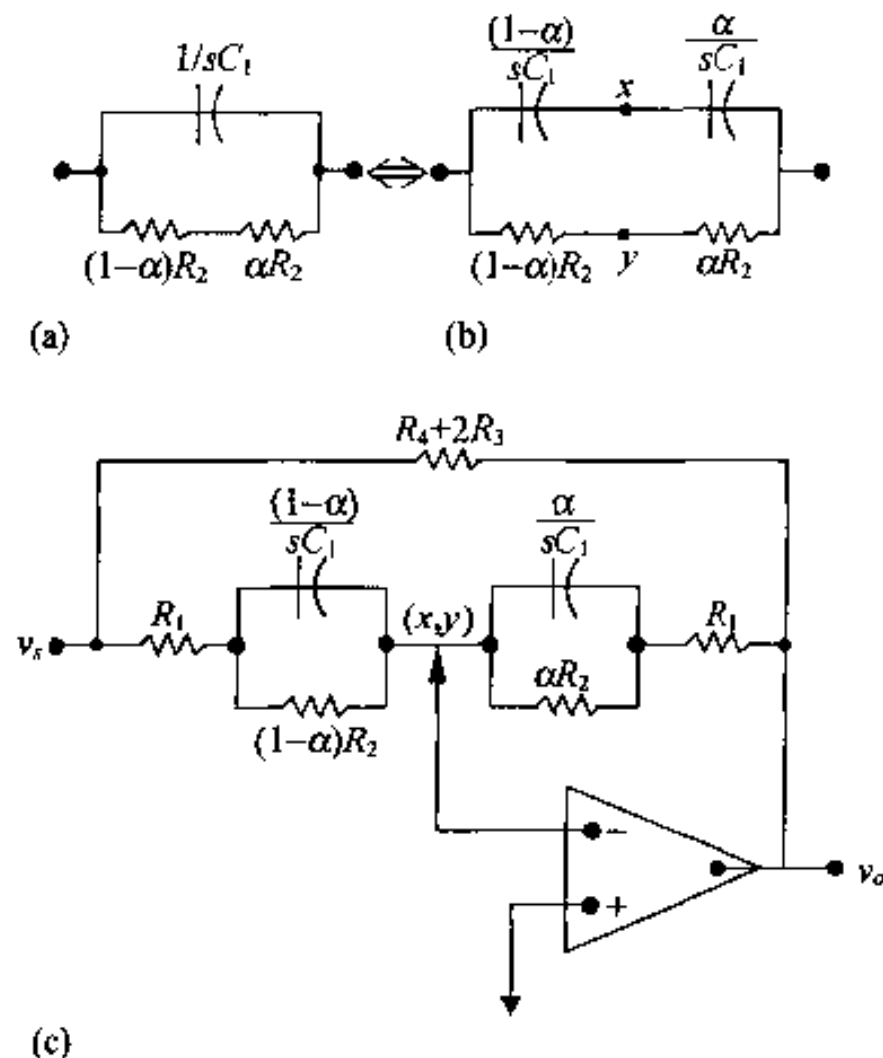 1/sC₁
(1−α)R₂ αR₂
(a)
(1−α)
sC₁
α
sC₁
x
(1−α)R₂ y αR₂
(b)
R₄+2R₃
(1−α)
sC₁
α
sC₁
vₛ R₁ (x,y) R₁
(1−α)R₂
αR₂
−
+
vₒ
(c)